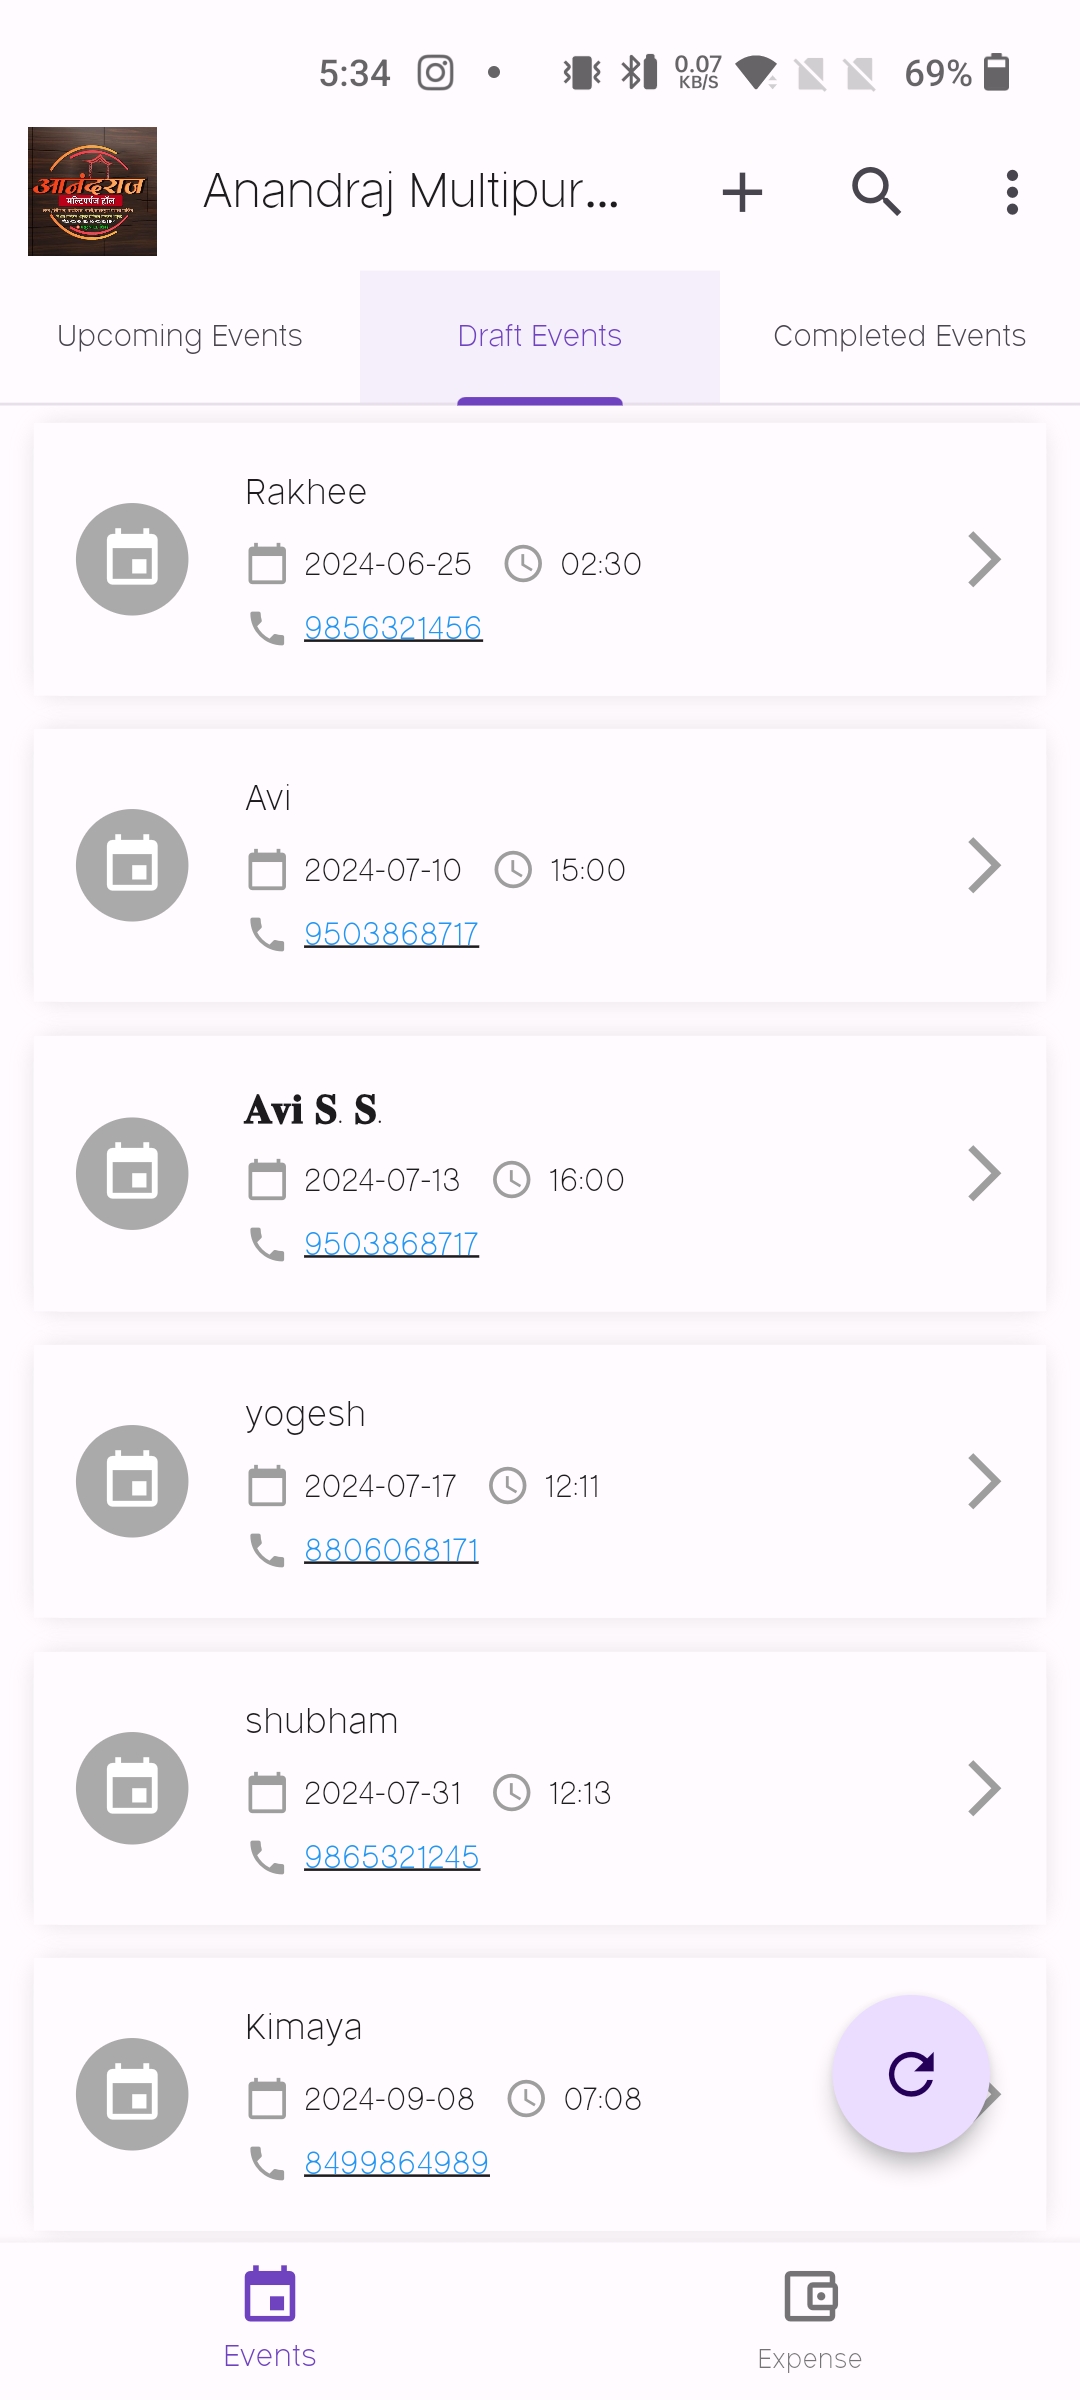 5:34 0.07 KB/S 69%
आनंदराज
मल्टिपर्पज हॉल
Anandraj Multipur...
Upcoming Events Draft Events Completed Events
Rakhee
2024-06-25 02:30
9856321456
Avi
2024-07-10 15:00
9503868717
𝐀𝐯𝐢 𝐒. 𝐒.
2024-07-13 16:00
9503868717
yogesh
2024-07-17 12:11
8806068171
shubham
2024-07-31 12:13
9865321245
Kimaya
2024-09-08 07:08
8499864989
Events Expense